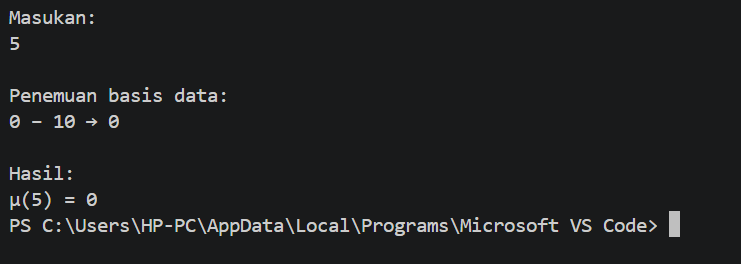 Masukan:
5
Penemuan basis data:
0 – 10 → 0
Hasil:
μ(5) = 0
PS C:\Users\HP-PC\AppData\Local\Programs\Microsoft VS Code>